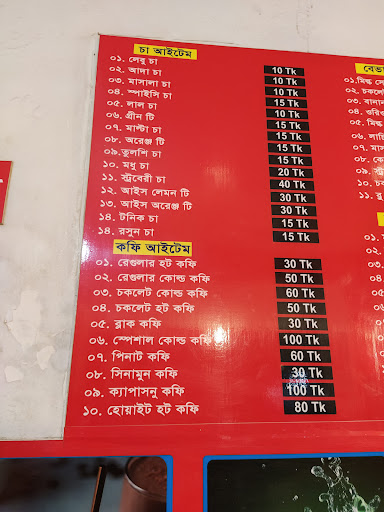 চা আইটেম
০১. লেবু চা 10 Tk
০২. আদা চা 10 Tk
০৩. মাসালা চা 10 Tk
০৪. স্পাইসি চা 10 Tk
০৫. লাল চা 15 Tk
০৬. গ্রীন টি 15 Tk
০৭. মাল্টা চা 15 Tk
০৮. অরেঞ্জ টি 15 Tk
০৯. তুলশি চা 15 Tk
১০. মধু চা 20 Tk
১১. স্ট্রবেরী চা 40 Tk
১২. আইস লেমন টি 30 Tk
১৩. আইস অরেঞ্জ টি 30 Tk
১৪. টনিক চা 15 Tk
১৪. রসুন চা 15 Tk
কফি আইটেম
০১. রেগুলার হট কফি 30 Tk
০২. রেগুলার কোল্ড কফি 50 Tk
০৩. চকলেট কোল্ড কফি 60 Tk
০৪. চকলেট হট কফি 50 Tk
০৫. ব্লাক কফি 30 Tk
০৬. স্পেশাল কোল্ড কফি 100 Tk
০৭. পিনাট কফি 60 Tk
০৮. সিনামুন কফি 30 Tk
০৯. ক্যাপাসনু কফি 100 Tk
১০. হোয়াইট হট কফি 80 Tk